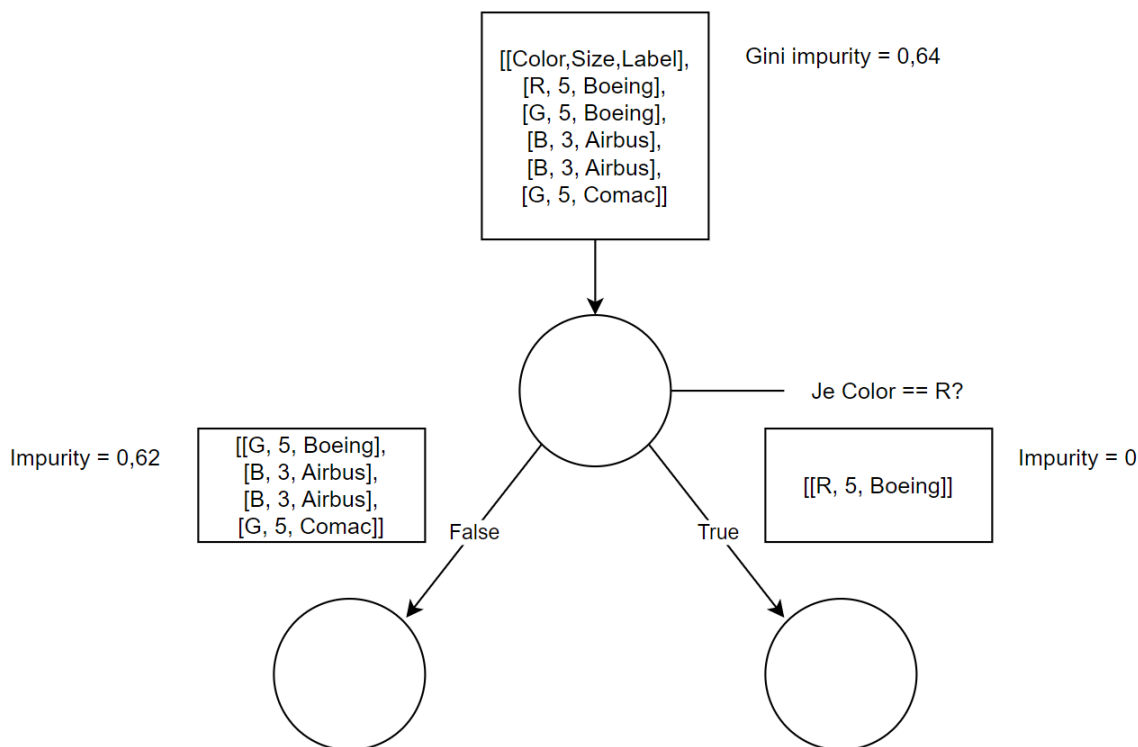 [[Color,Size,Label],
[R, 5, Boeing],
[G, 5, Boeing],
[B, 3, Airbus],
[B, 3, Airbus],
[G, 5, Comac]]
Gini impurity = 0,64
Je Color == R?
Impurity = 0,62
[[G, 5, Boeing],
[B, 3, Airbus],
[B, 3, Airbus],
[G, 5, Comac]]
[[R, 5, Boeing]]
Impurity = 0
False
True